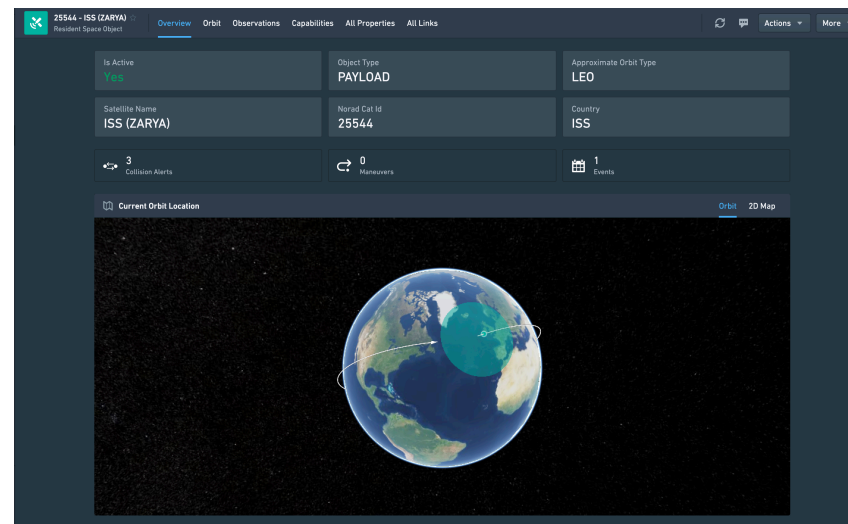 25544 - ISS (ZARYA)
Resident Space Object
Overview Orbit Observations Capabilities All Properties All Links
Actions More
Is Active
Yes
Object Type
PAYLOAD
Approximate Orbit Type
LEO
Satellite Name
ISS (ZARYA)
Norad Cat Id
25544
Country
ISS
3
Collision Alerts
0
Maneuvers
1
Events
Current Orbit Location
Orbit 2D Map